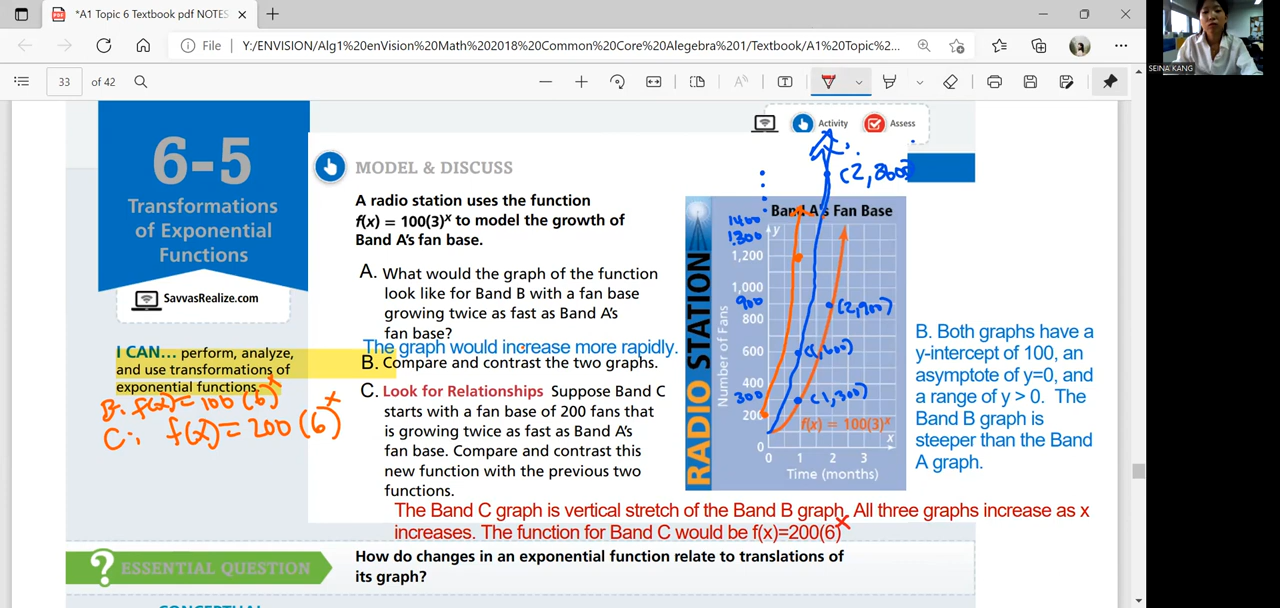 *A1 Topic 6 Textbook pdf NOTES
File
Y:/ENVISION/Alg1%20enVision%20Math%202018%20Common%20Core%20Alegebra%201/Textbook/A1%20Topic%...
33 of 42
SEINA KANG
Activity
Assess
6-5
Transformations
of Exponential
Functions
SavvasRealize.com
I CAN... perform, analyze,
and use transformations of
exponential functions.
B: f(x) = 100(6)^x
C: f(x) = 200(6)^x
MODEL & DISCUSS
A radio station uses the function
f(x) = 100(3)^x to model the growth of
Band A's fan base.
A. What would the graph of the function
look like for Band B with a fan base
growing twice as fast as Band A's
fan base?
The graph would increase more rapidly.
B. Compare and contrast the two graphs.
C. Look for Relationships Suppose Band C
starts with a fan base of 200 fans that
is growing twice as fast as Band A's
fan base. Compare and contrast this
new function with the previous two
functions.
The Band C graph is vertical stretch of the Band B graph. All three graphs increase as x
increases. The function for Band C would be f(x)=200(6)^x
RADIO STATION
Band A's Fan Base
1400
1300
y
1,200
1,000
900
800
600
400
300
200
0
Number of Fans
0 1 2 3
x
Time (months)
f(x) = 100(3)^x
(2,900)
(1,600)
(1,300)
B. Both graphs have a
y-intercept of 100, an
asymptote of y=0, and
a range of y > 0. The
Band B graph is
steeper than the Band
A graph.
? ESSENTIAL QUESTION
How do changes in an exponential function relate to translations of
its graph?